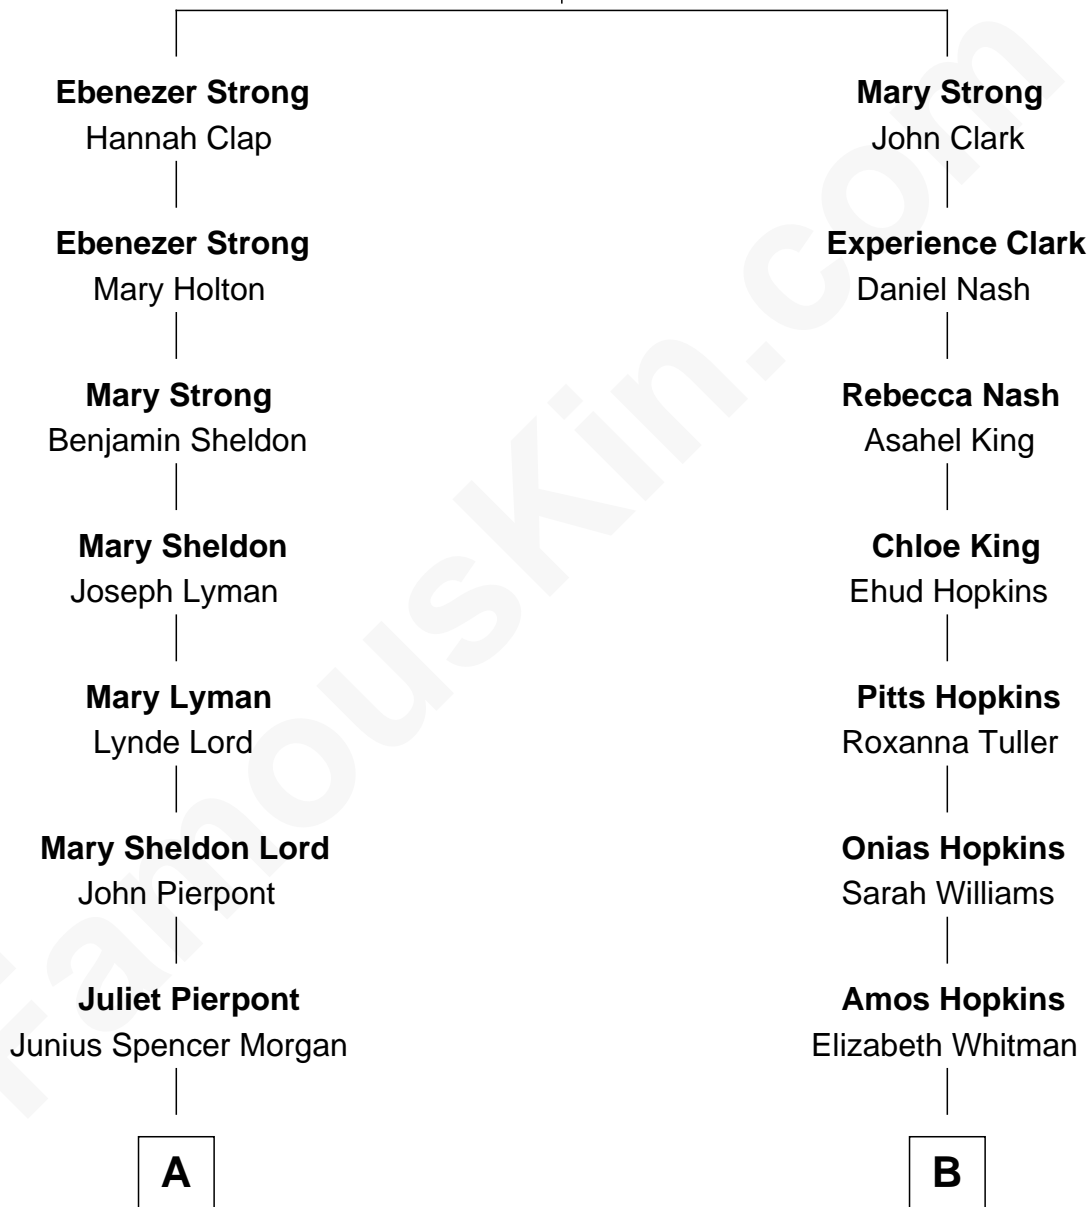 Ebenezer Strong
Hannah Clap
Ebenezer Strong
Mary Holton
Mary Strong
Benjamin Sheldon
Mary Sheldon
Joseph Lyman
Mary Lyman
Lynde Lord
Mary Sheldon Lord
John Pierpont
Juliet Pierpont
Junius Spencer Morgan
A
Mary Strong
John Clark
Experience Clark
Daniel Nash
Rebecca Nash
Asahel King
Chloe King
Ehud Hopkins
Pitts Hopkins
Roxanna Tuller
Onias Hopkins
Sarah Williams
Amos Hopkins
Elizabeth Whitman
B
FamousKin.com